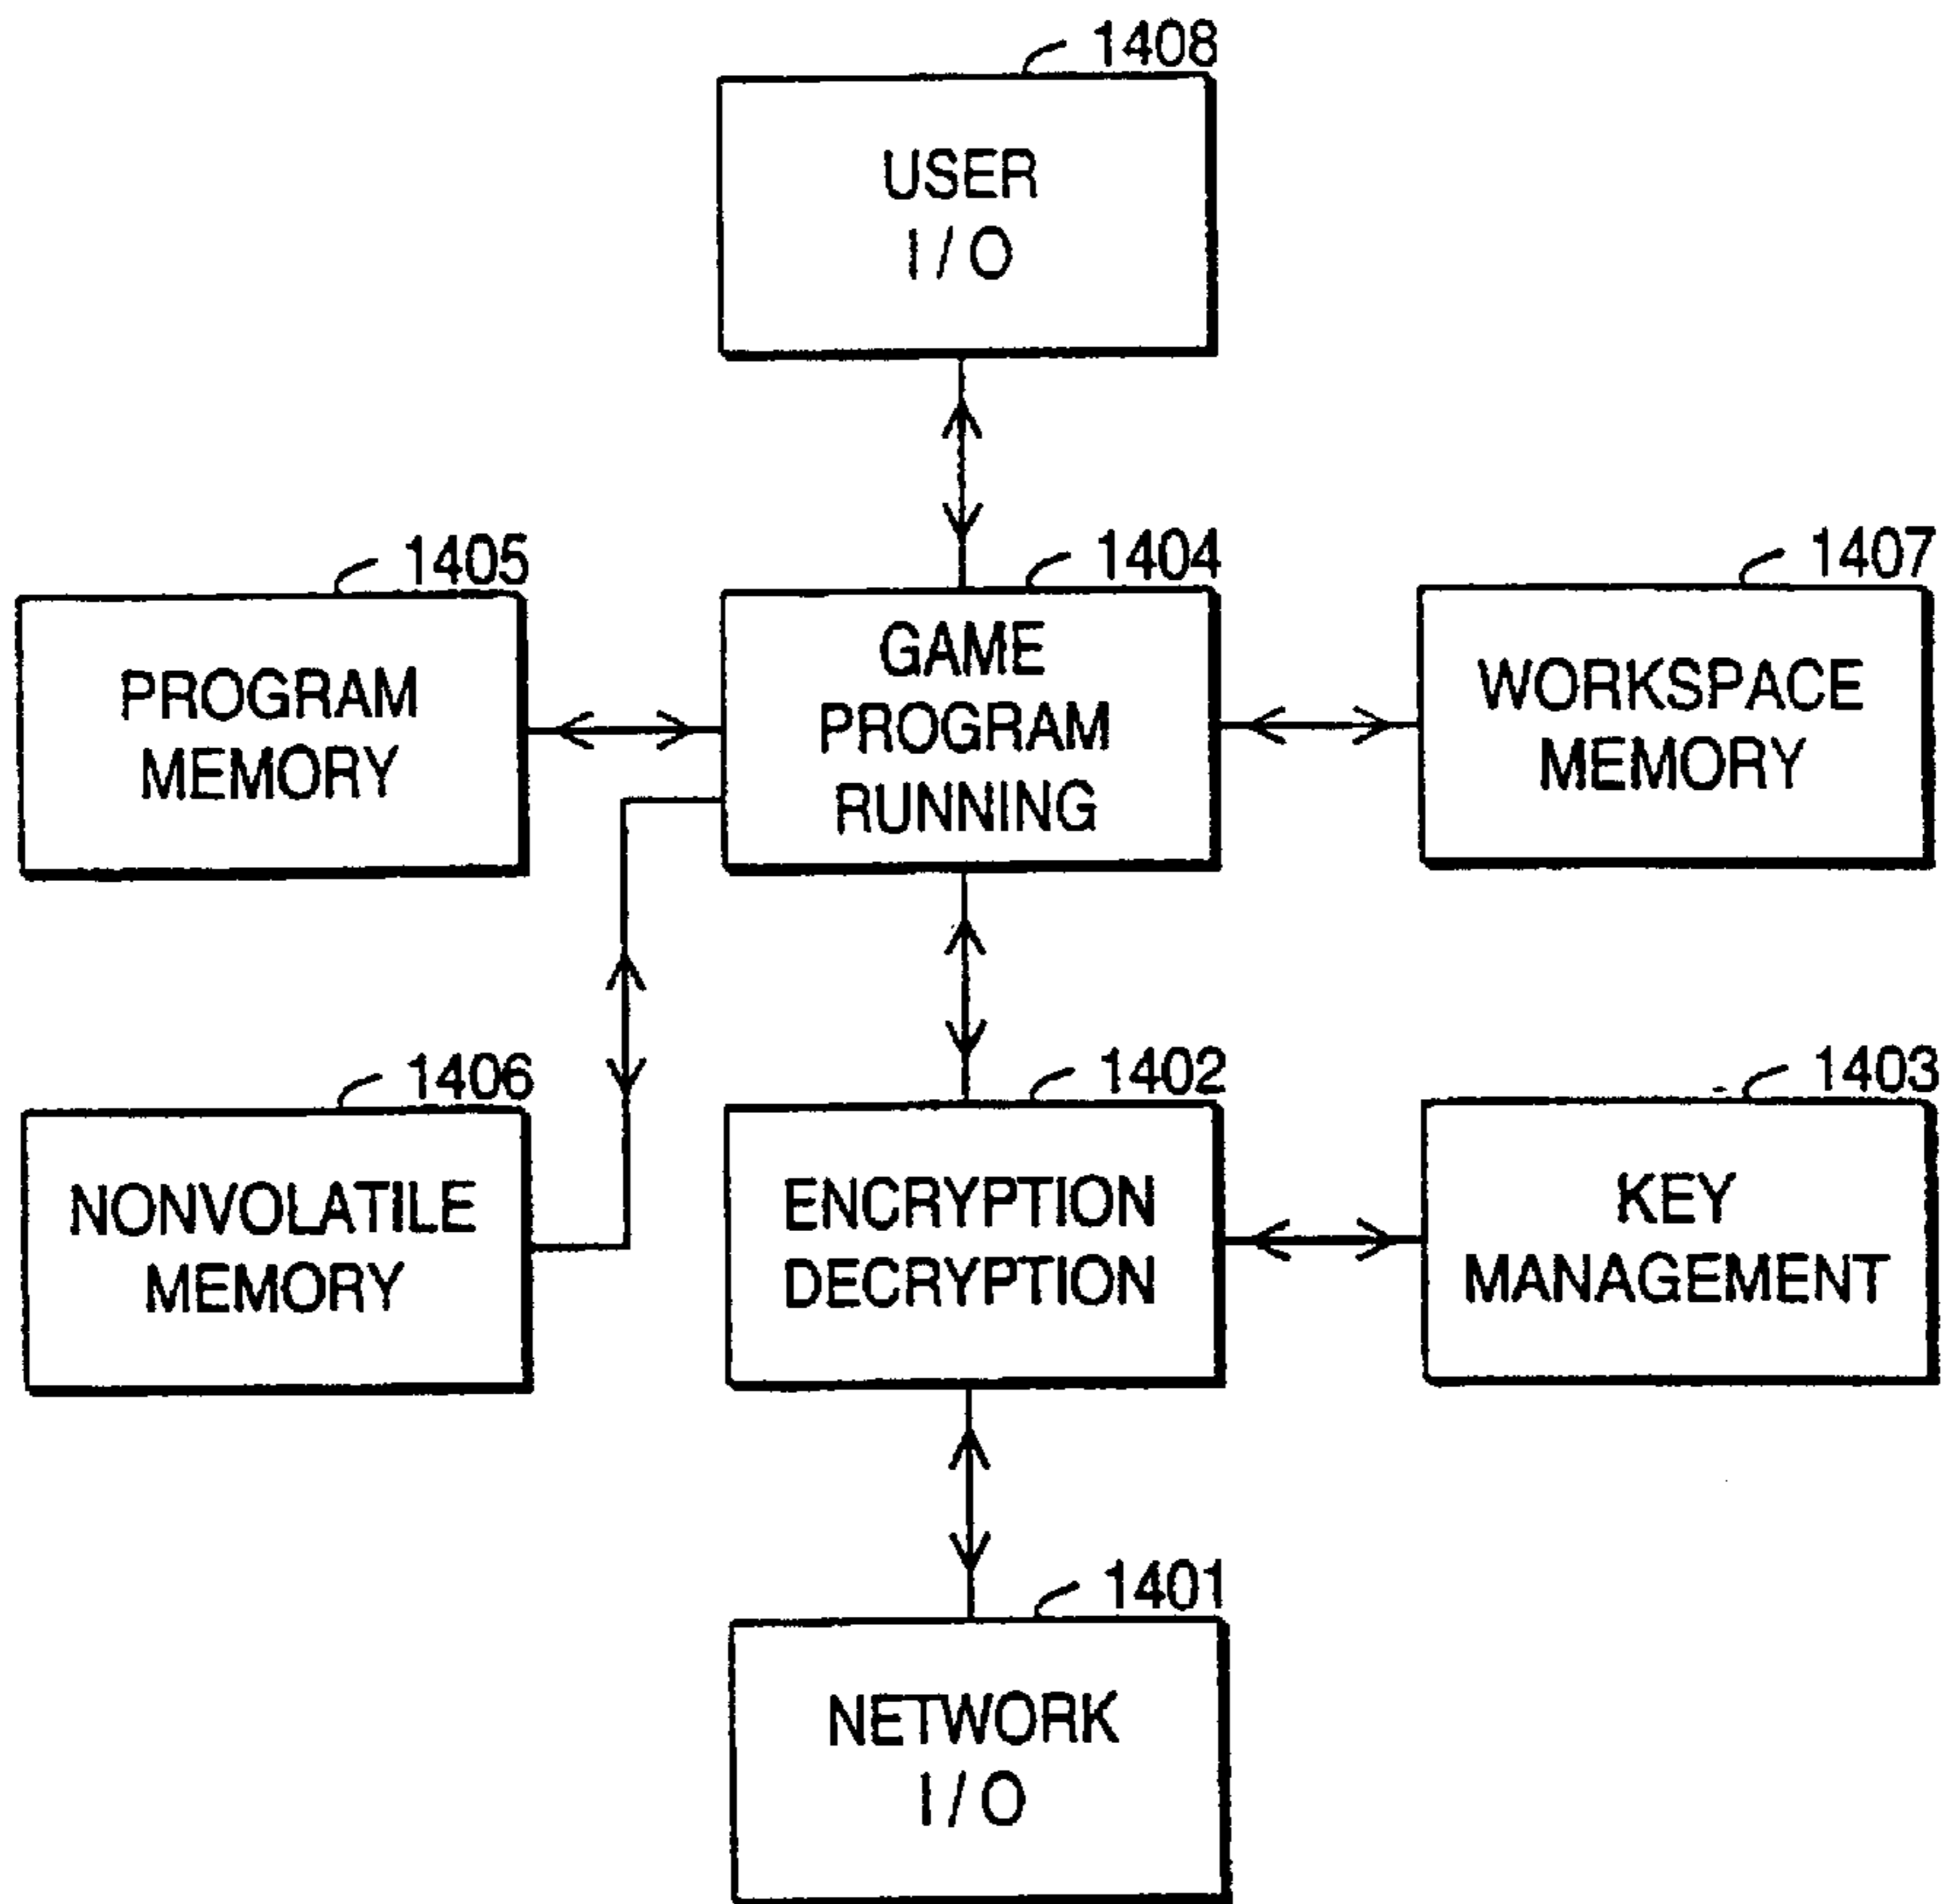 1408
USER
I/O
1405
PROGRAM
MEMORY
1404
GAME
PROGRAM
RUNNING
1407
WORKSPACE
MEMORY
1406
NONVOLATILE
MEMORY
1402
ENCRYPTION
DECRYPTION
1403
KEY
MANAGEMENT
1401
NETWORK
I/O